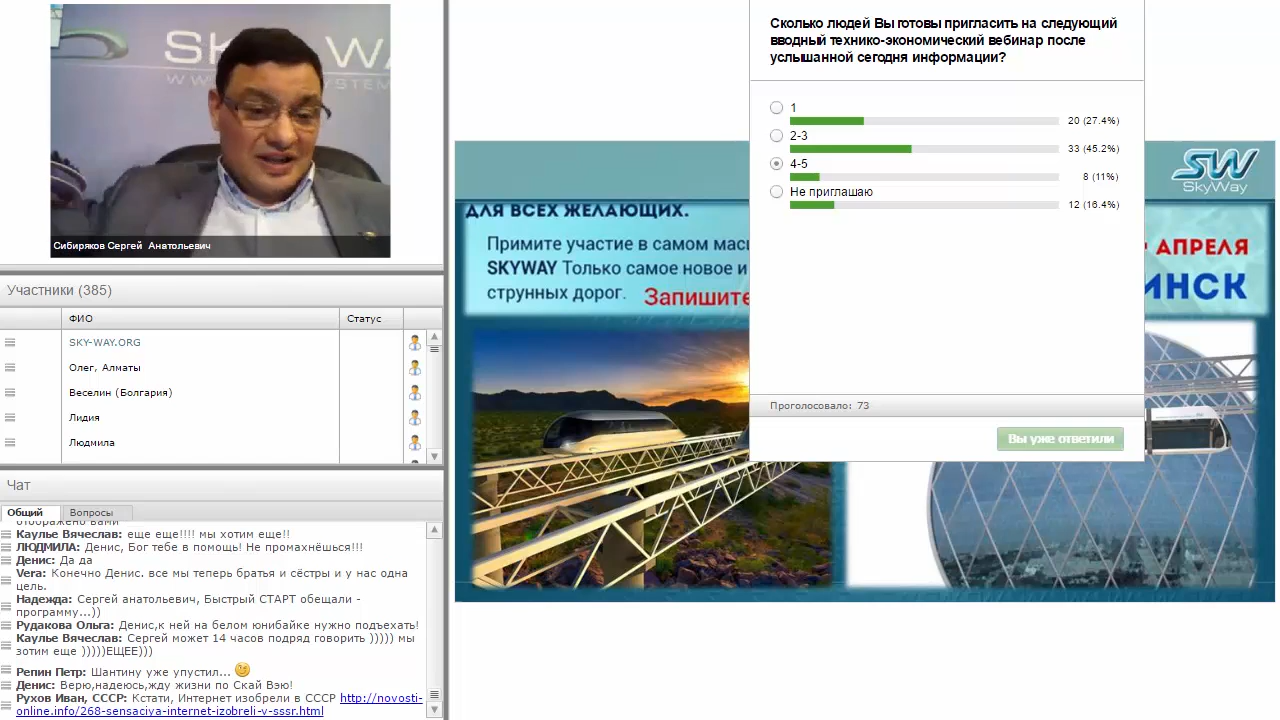 SKY WA
WWW
SYSTEM
Сибиряков Сергей Анатольевич
Участники (385)
ФИО
Статус
SKY-WAY.ORG
Олег, Алматы
Веселин (Болгария)
Лидия
Людмила
Чат
Общий
Вопросы
отображено вами
Каулье Вячеслав: еще еще!!!! мы хотим еще!!
ЛЮДМИЛА: Денис, Бог тебе в помощь! Не промахнёшься!!!
Денис: Да да
Vera: Конечно Денис. все мы теперь братья и сёстры и у нас одна
цель.
Надежда: Сергей анатольевич, Быстрый СТАРТ обещали -
программу...))
Рудакова Ольга: Денис,к ней на белом юнибайке нужно подъехать!
Каулье Вячеслав: Сергей может 14 часов подряд говорить ))))) мы
зотим еще )))))ЕЩЕЕ)))
Репин Петр: Шантину уже упустил...
Денис: Верю,надеюсь,жду жизни по Скай Вэю!
Рухов Иван, СССР: Кстати, Интернет изобрели в СССР http://novosti-
online.info/268-sensaciya-internet-izobreli-v-sssr.html
Сколько людей Вы готовы пригласить на следующий
вводный технико-экономический вебинар после
услышанной сегодня информации?
1
20 (27.4%)
2-3
33 (45.2%)
4-5
8 (11%)
Не приглашаю
12 (16.4%)
Проголосовало: 73
Вы уже ответили
SW
SkyWay
ДЛЯ ВСЕХ ЖЕЛАЮЩИХ.
Примите участие в самом масш
SKYWAY Только самое новое и
струнных дорог. Запишите
АПРЕЛЯ
ИНСК